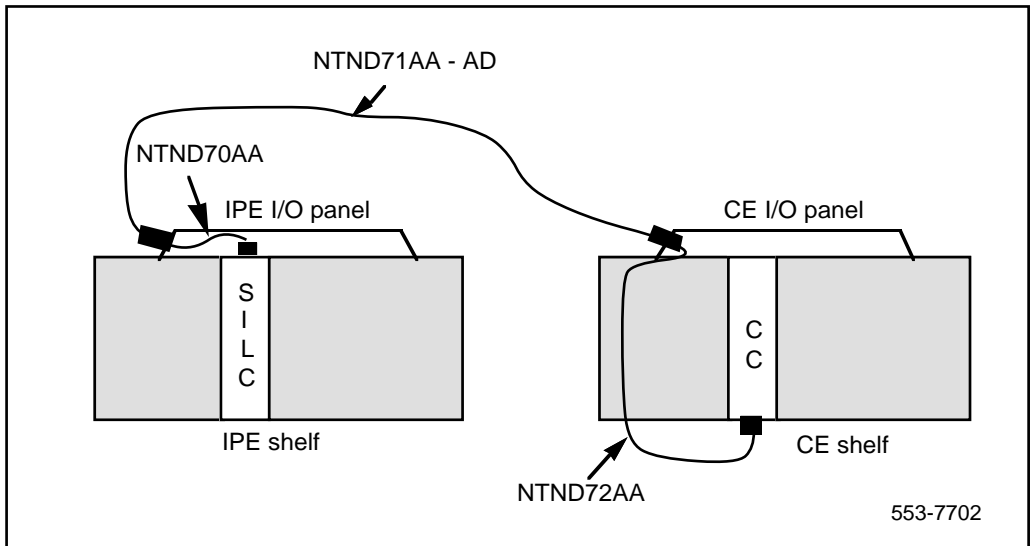 NTND71AA - AD
NTND70AA
IPE I/O panel
CE I/O panel
S
I
L
C
C
C
IPE shelf
CE shelf
NTND72AA
553-7702